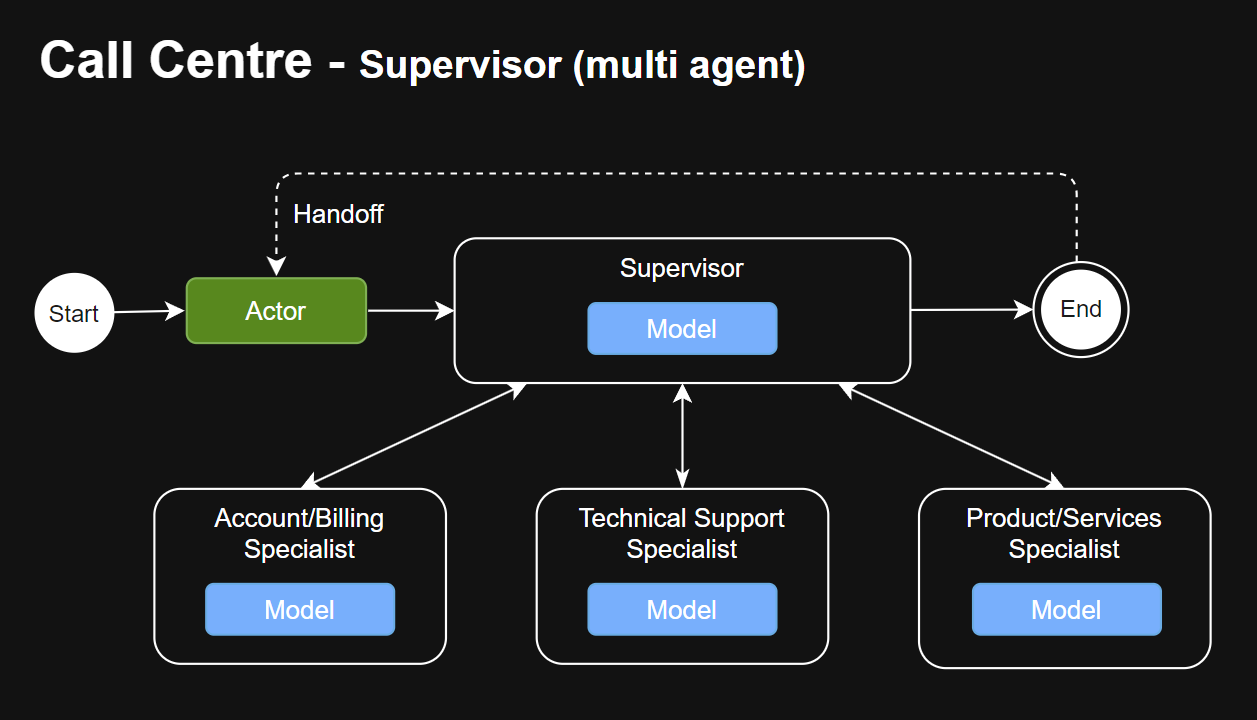 Call Centre - Supervisor (multi agent)
Handoff
Supervisor
Start
Actor
Model
End
Account/Billing
Specialist
Model
Technical Support
Specialist
Model
Product/Services
Specialist
Model